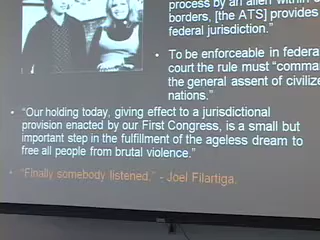 process by an alien within o
borders, [the ATS] provides
federal jurisdiction."
• To be enforceable in federa
court the rule must "comma
the general assent of civilize
nations."
• "Our holding today, giving effect to a jurisdictional
provision enacted by our First Congress, is a small but
important step in the fulfillment of the ageless dream to
free all people from brutal violence."
• "Finally somebody listened." - Joel Filartiga.